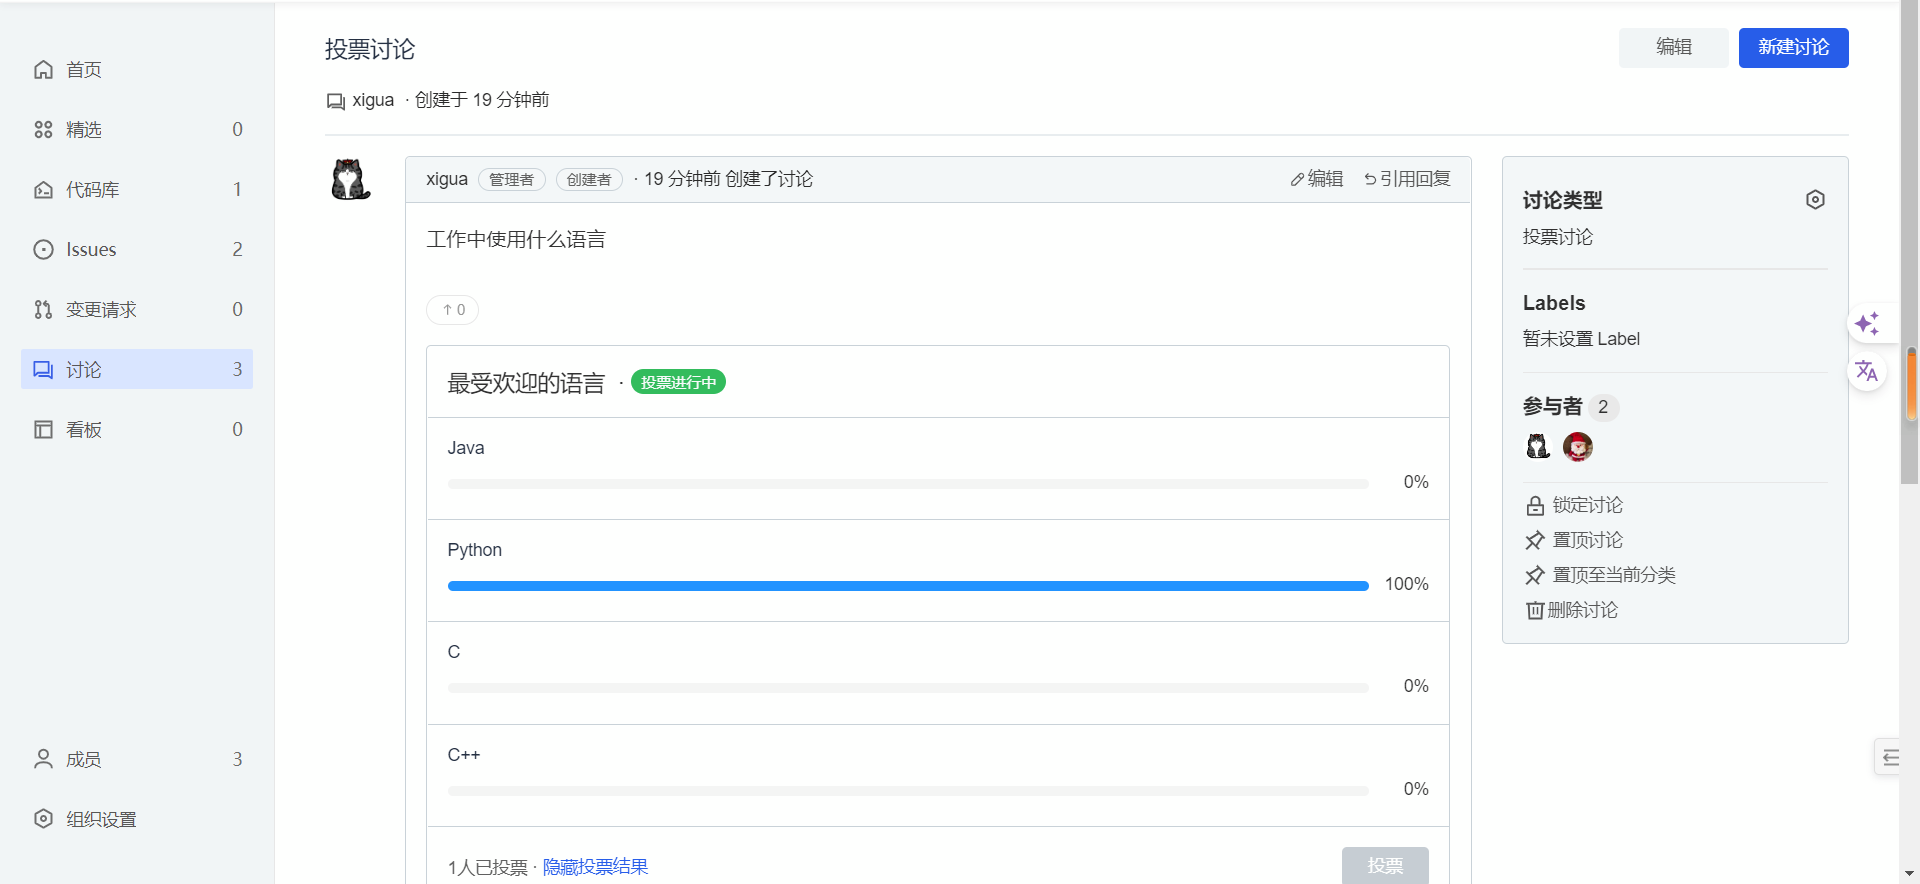 首页
精选 0
代码库 1
Issues 2
变更请求 0
讨论 3
看板 0
成员 3
组织设置
投票讨论
编辑 新建讨论
xigua · 创建于 19 分钟前
xigua 管理者 创建者 · 19 分钟前 创建了讨论 编辑 引用回复
工作中使用什么语言
↑ 0
最受欢迎的语言 · 投票进行中
Java
0%
Python
100%
C
0%
C++
0%
1人已投票 · 隐藏投票结果 投票
讨论类型
投票讨论
Labels
暂未设置 Label
参与者 2
锁定讨论
置顶讨论
置顶至当前分类
删除讨论